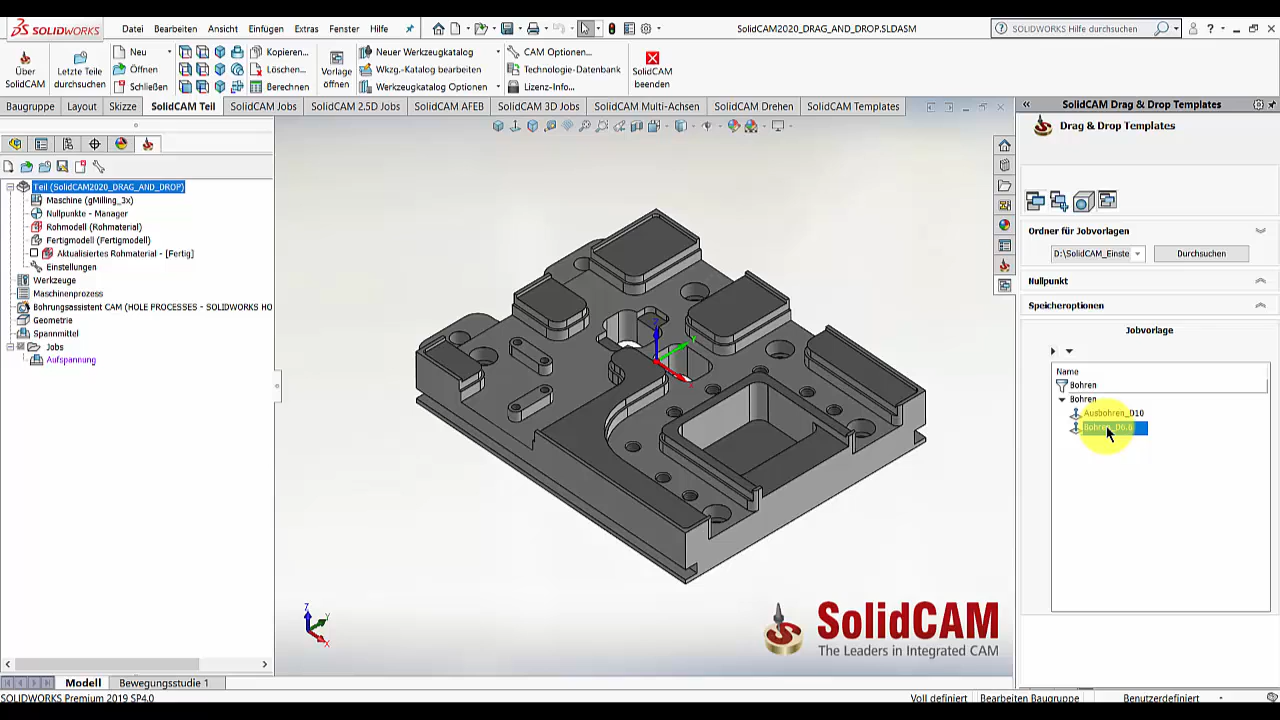 SOLIDWORKS
Datei Bearbeiten Ansicht Einfügen Extras Fenster Hilfe
SolidCAM2020_DRAG_AND_DROP.SLDASM
SOLIDWORKS Hilfe durchsuchen
Über SolidCAM
Letzte Teile durchsuchen
Neu
Öffnen
Schließen
Kopieren...
Löschen...
Berechnen
Vorlage öffnen
Neuer Werkzeugkatalog
Wkzg.-Katalog bearbeiten
Werkzeugkatalog Optionen
CAM Optionen...
Technologie-Datenbank
Lizenz-Info...
SolidCAM beenden
Baugruppe Layout Skizze SolidCAM Teil SolidCAM Jobs SolidCAM 2.5D Jobs SolidCAM AFEB SolidCAM 3D Jobs SolidCAM Multi-Achsen SolidCAM Drehen SolidCAM Templates
Teil (SolidCAM2020_DRAG_AND_DROP)
Maschine (gMilling_3x)
Nullpunkte - Manager
Rohmodell (Rohmaterial)
Fertigmodell (Fertigmodell)
Aktualisiertes Rohmaterial - [Fertig]
Einstellungen
Werkzeuge
Maschinenprozess
Bohrungsassistent CAM (HOLE PROCESSES - SOLIDWORKS HO
Geometrie
Spannmittel
Jobs
Aufspannung
Z
Y
X
SolidCAM
The Leaders in Integrated CAM
SolidCAM Drag & Drop Templates
Drag & Drop Templates
Ordner für Jobvorlagen
D:\SolidCAM_Einste
Durchsuchen
Nullpunkt
Speicheroptionen
Jobvorlage
Name
Bohren
Bohren
Ausbohren_D10
Bohren_D6.6
Modell Bewegungsstudie 1
SOLIDWORKS Premium 2019 SP4.0
Voll definiert Bearbeiten Baugruppe Benutzerdefiniert